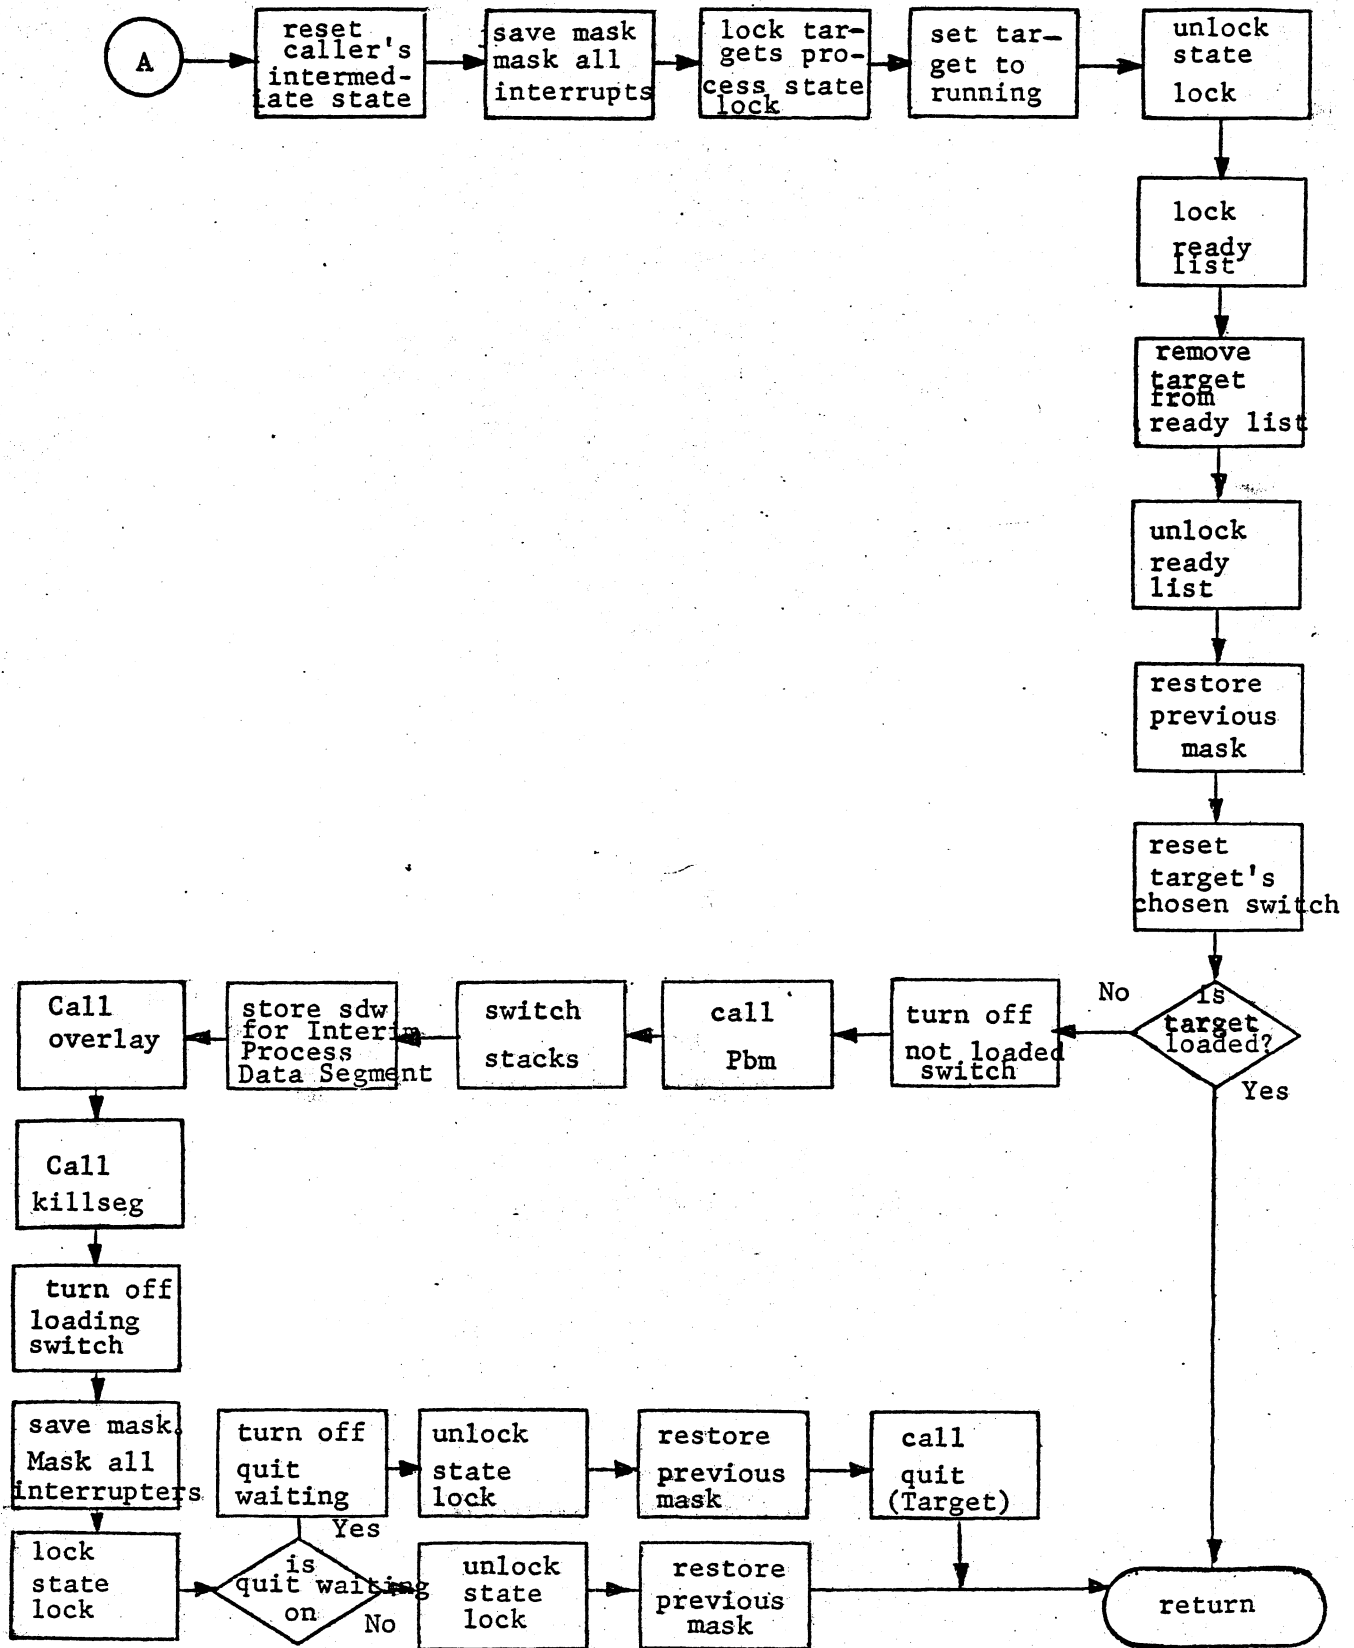 A
reset
caller's
intermed-
iate state
save mask
mask all
interrupts
lock tar-
gets pro-
cess state
lock
set tar-
get to
running
unlock
state
lock
lock
ready
list
remove
target
from
ready list
unlock
ready
list
restore
previous
mask
reset
target's
chosen switch
is
target
loaded?
No
Yes
turn off
not loaded
switch
call
Pbm
switch
stacks
store sdw
for Interim
Process
Data Segment
Call
overlay
Call
killseg
turn off
loading
switch
save mask.
Mask all
interrupters
lock
state
lock
is
quit waiting
on
Yes
No
turn off
quit
waiting
unlock
state
lock
restore
previous
mask
call
quit
(Target)
unlock
state
lock
restore
previous
mask
return